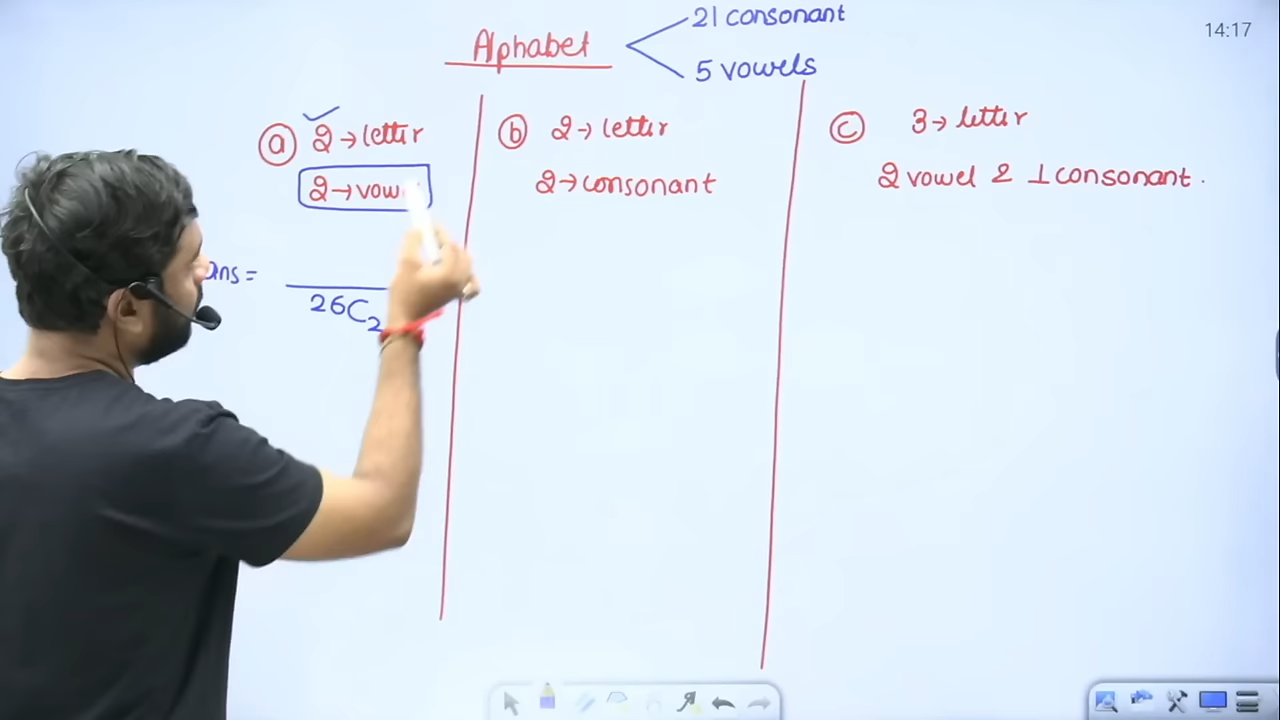 Alphabet
21 consonant
5 vowels
14:17
a 2→letter
2→vow
ans =
26C2
b 2→letter
2→consonant
c 3→letter
2 vowel & 1 consonant.